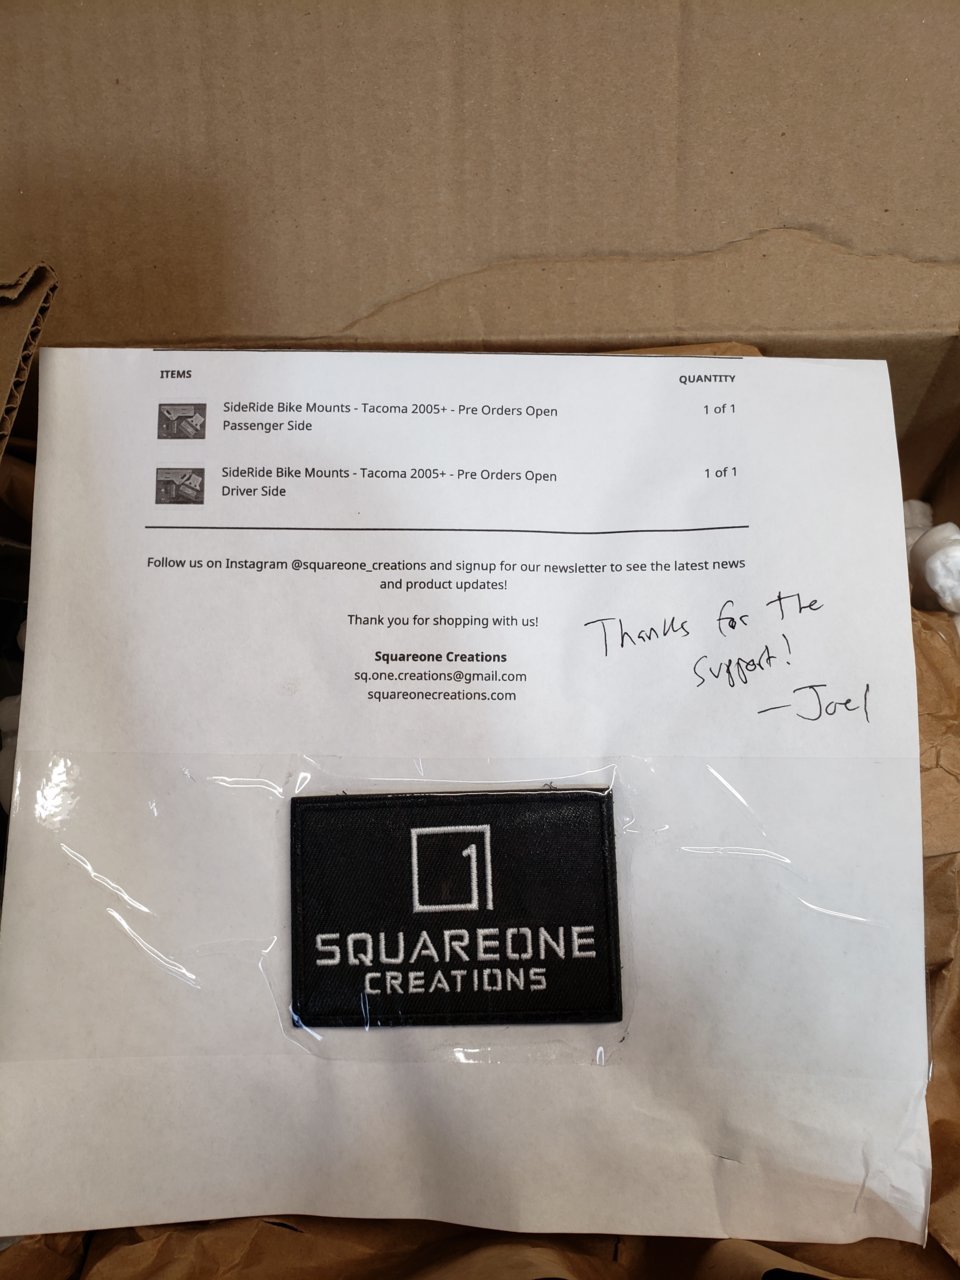 ITEMS
QUANTITY
SideRide Bike Mounts - Tacoma 2005+ - Pre Orders Open
1 of 1
Passenger Side
SideRide Bike Mounts - Tacoma 2005+ - Pre Orders Open
1 of 1
Driver Side
Follow us on Instagram @squareone_creations and signup for our newsletter to see the latest news
and product updates!
Thank you for shopping with us!
Squareone Creations
sq.one.creations@gmail.com
squareonecreations.com
Thanks for the
support!
—Joel
1
SQUAREONE
CREATIONS